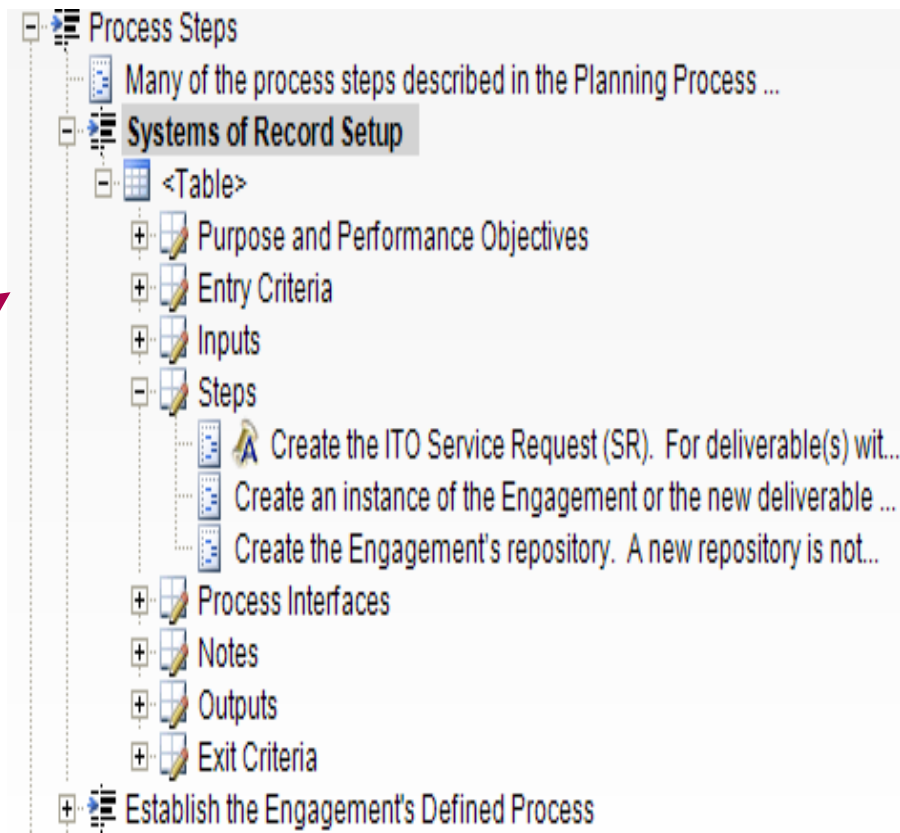 Process Steps
Many of the process steps described in the Planning Process ...
Systems of Record Setup
<Table>
Purpose and Performance Objectives
Entry Criteria
Inputs
Steps
Create the ITO Service Request (SR).  For deliverable(s) wit...
Create an instance of the Engagement or the new deliverable ...
Create the Engagement's repository.  A new repository is not...
Process Interfaces
Notes
Outputs
Exit Criteria
Establish the Engagement's Defined Process